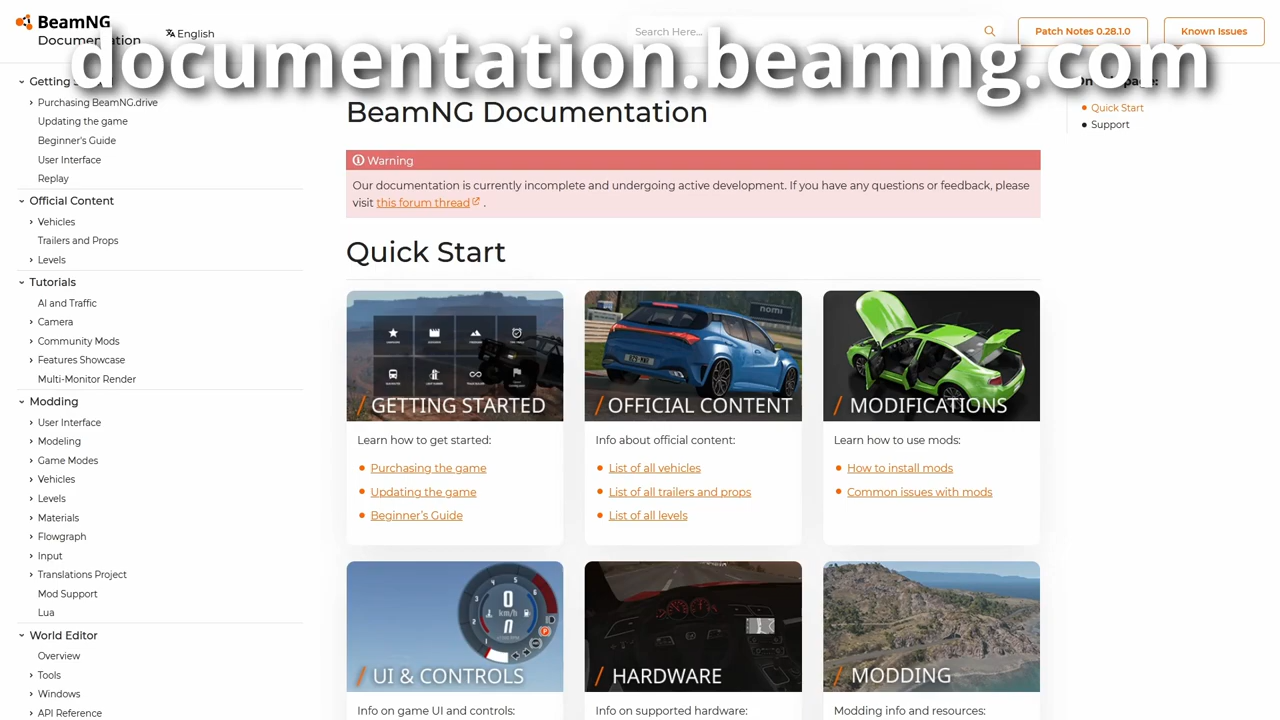 BeamNG
Documentation
English
Search Here...
Patch Notes 0.28.1.0
Known Issues
documentation.beamng.com
Getting S
Purchasing BeamNG.drive
Updating the game
Beginner's Guide
User Interface
Replay
Official Content
Vehicles
Trailers and Props
Levels
Tutorials
AI and Traffic
Camera
Community Mods
Features Showcase
Multi-Monitor Render
Modding
User Interface
Modeling
Game Modes
Vehicles
Levels
Materials
Flowgraph
Input
Translations Project
Mod Support
Lua
World Editor
Overview
Tools
Windows
API Reference
BeamNG Documentation
Warning
Our documentation is currently incomplete and undergoing active development. If you have any questions or feedback, please
visit this forum thread .
Quick Start
GETTING STARTED
Learn how to get started:
Purchasing the game
Updating the game
Beginner's Guide
nomi
OFFICIAL CONTENT
Info about official content:
List of all vehicles
List of all trailers and props
List of all levels
MODIFICATIONS
Learn how to use mods:
How to install mods
Common issues with mods
0
km/h
n
UI & CONTROLS
Info on game UI and controls:
HARDWARE
Info on supported hardware:
MODDING
Modding info and resources:
Quick Start
Support